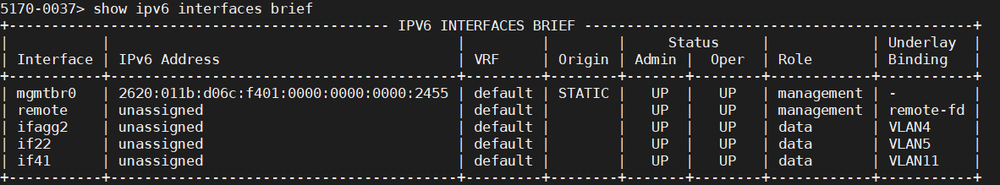 5170-0037> show ipv6 interfaces brief
+--------------------------------------------- IPV6 INTERFACES BRIEF ----------------------------------------------+
|           |                                         |         |        |     Status    |            | Underlay  |
| Interface | IPv6 Address                            | VRF     | Origin | Admin |  Oper | Role       | Binding   |
+-----------+-----------------------------------------+---------+--------+-------+-------+------------+-----------+
| mgmtbr0   | 2620:011b:d06c:f401:0000:0000:0000:2455 | default | STATIC |   UP  |   UP  | management | -         |
| remote    | unassigned                              | default |        |   UP  |   UP  | management | remote-fd |
| ifagg2    | unassigned                              | default |        |   UP  |   UP  | data       | VLAN4     |
| if22      | unassigned                              | default |        |   UP  |   UP  | data       | VLAN5     |
| if41      | unassigned                              | default |        |   UP  |   UP  | data       | VLAN11    |
+-----------+-----------------------------------------+---------+--------+-------+-------+------------+-----------+